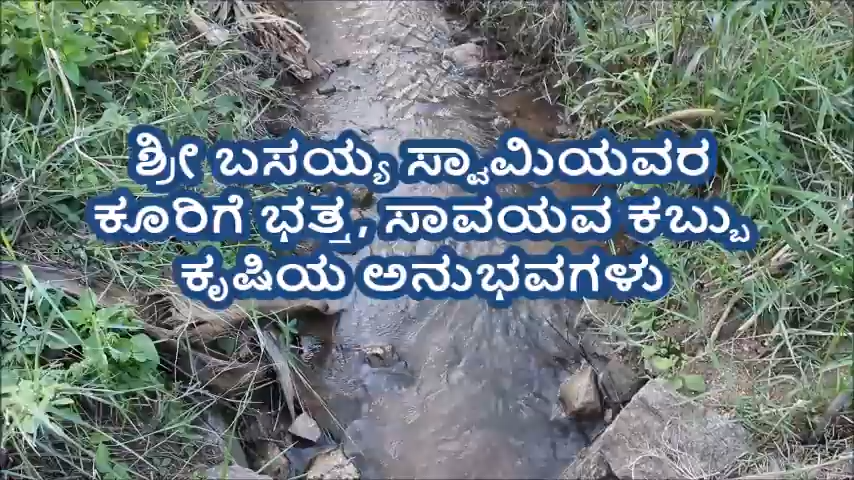 ಶ್ರೀ ಬಸಯ್ಯ ಸ್ವಾಮಿಯವರ
ಕೂರಿಗೆ ಭತ್ತ, ಸಾವಯವ ಕಬ್ಬು
ಕೃಷಿಯ ಅನುಭವಗಳು